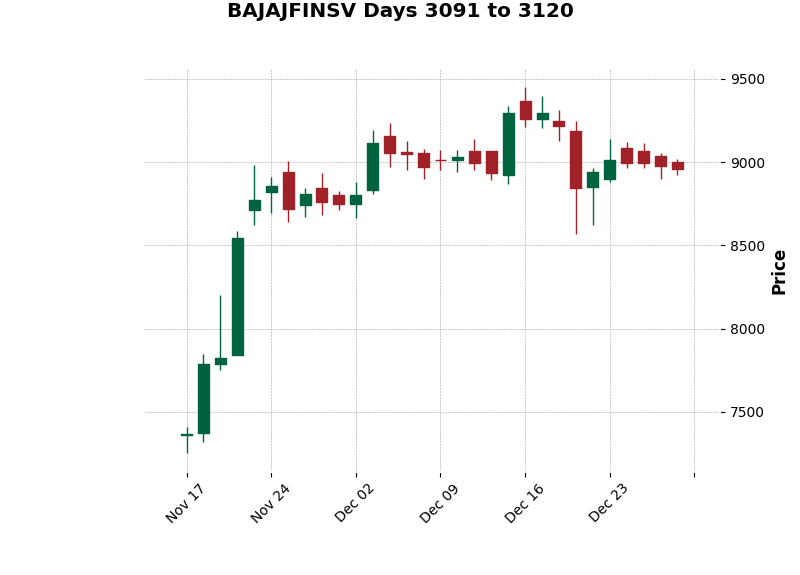 BAJAJFINSV Days 3091 to 3120
9500
9000
8500
8000
7500
Price
Nov 17
Nov 24
Dec 02
Dec 09
Dec 16
Dec 23